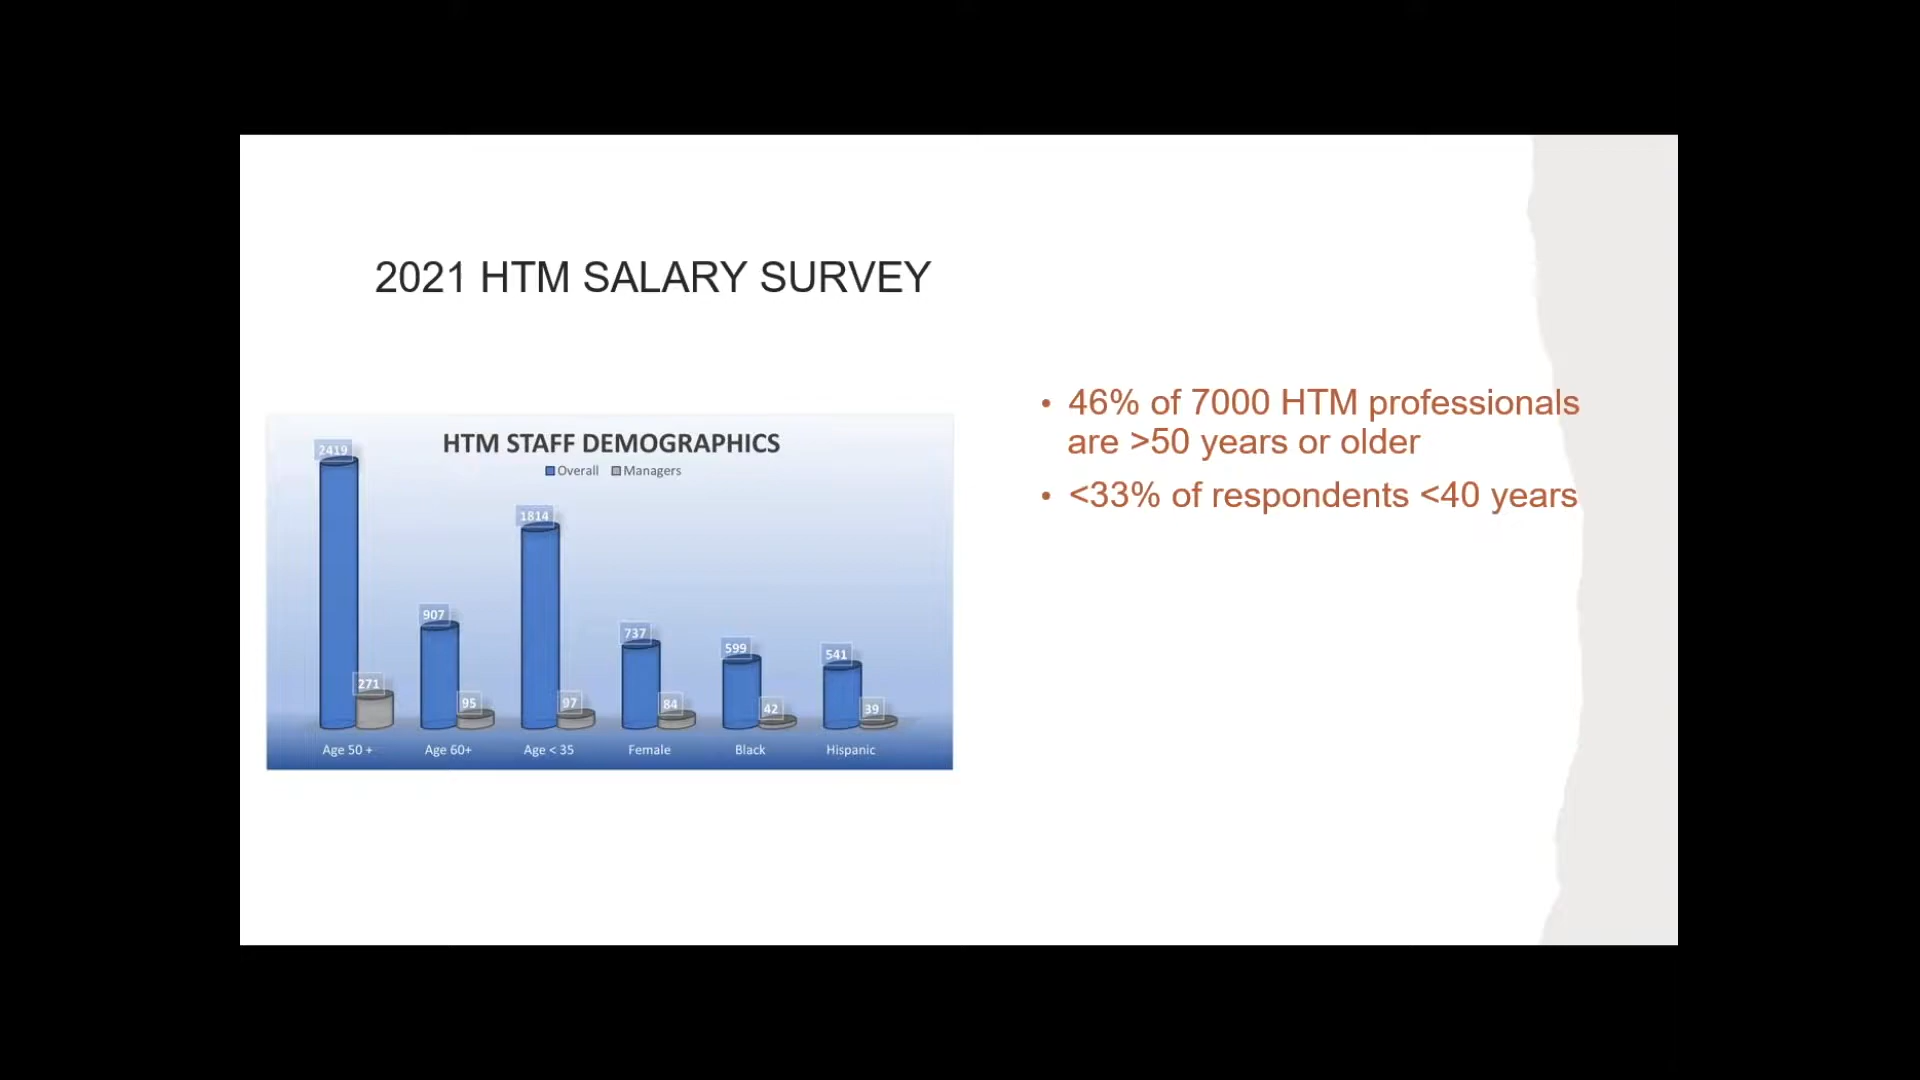 2021 HTM SALARY SURVEY
HTM STAFF DEMOGRAPHICS
Overall Managers
2419
271
907
95
1814
97
737
84
599
42
541
39
Age 50 + Age 60+ Age < 35 Female Black Hispanic
• 46% of 7000 HTM professionals
are >50 years or older
• <33% of respondents <40 years